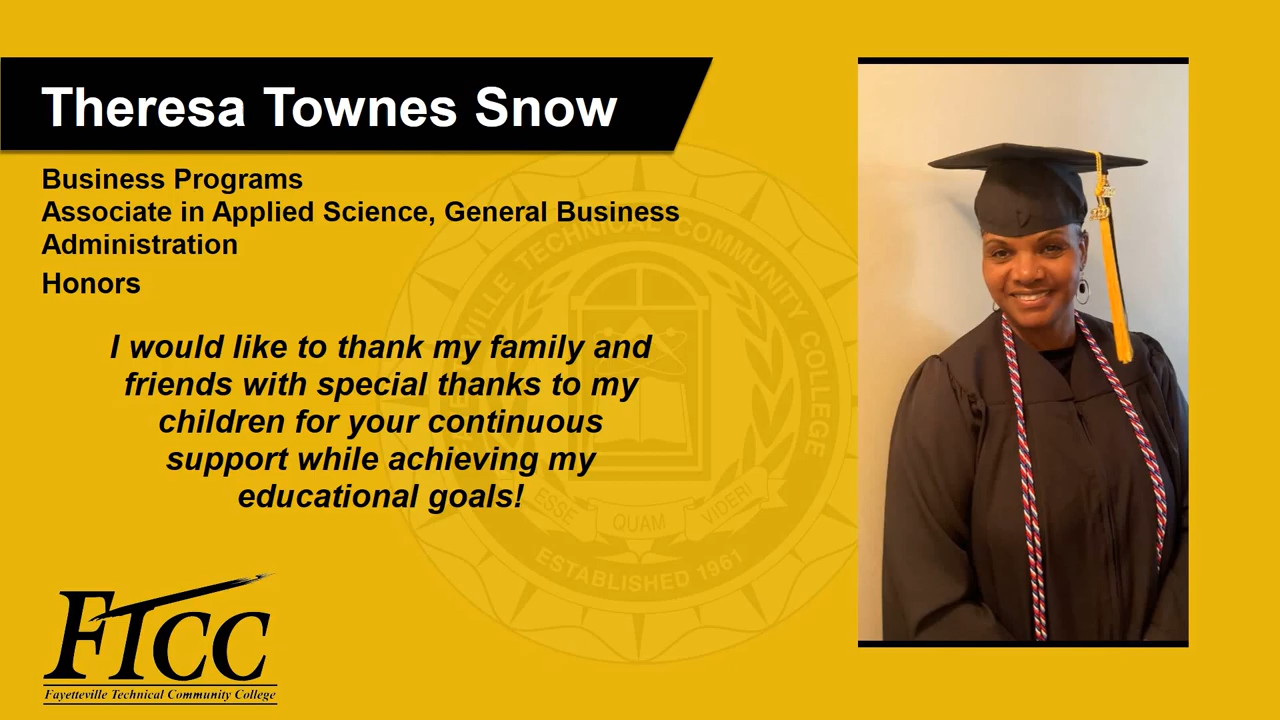 Theresa Townes Snow
Business Programs
Associate in Applied Science, General Business
Administration
Honors
I would like to thank my family and
friends with special thanks to my
children for your continuous
support while achieving my
educational goals!
FAYETTEVILLE TECHNICAL COMMUNITY COLLEGE
ESSE QUAM VIDERI
ESTABLISHED 1961
FTCC
Fayetteville Technical Community College